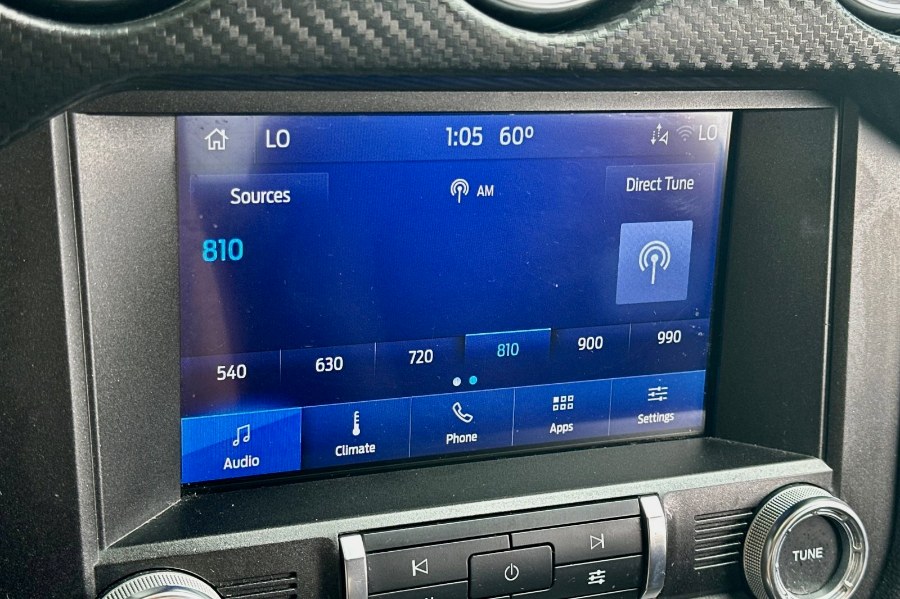 LO 1:05 60º LO
Sources AM Direct Tune
810
540 630 720 810 900 990
Audio Climate Phone Apps Settings
TUNE